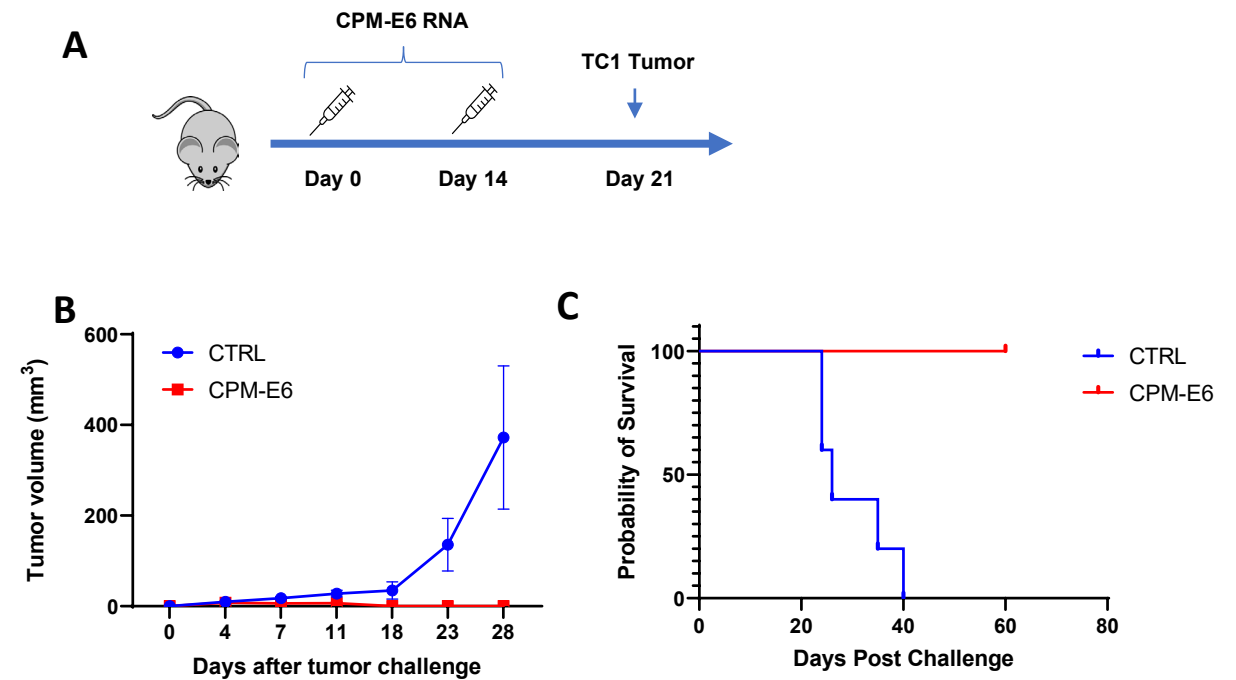 A
CPM-E6 RNA
TC1 Tumor
Day 0
Day 14
Day 21
B
600
400
200
0
Tumor volume (mm³)
CTRL
CPM-E6
0 4 7 11 18 23 28
Days after tumor challenge
C
100
50
0
Probability of Survival
CTRL
CPM-E6
0 20 40 60 80
Days Post Challenge